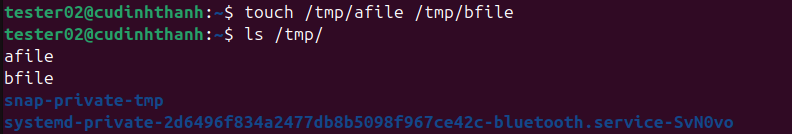 tester02@cudinhthanh:~$ touch /tmp/afile /tmp/bfile
tester02@cudinhthanh:~$ ls /tmp/
afile
bfile
snap-private-tmp
systemd-private-2d6496f834a2477db8b5098f967ce42c-bluetooth.service-SvN0vo